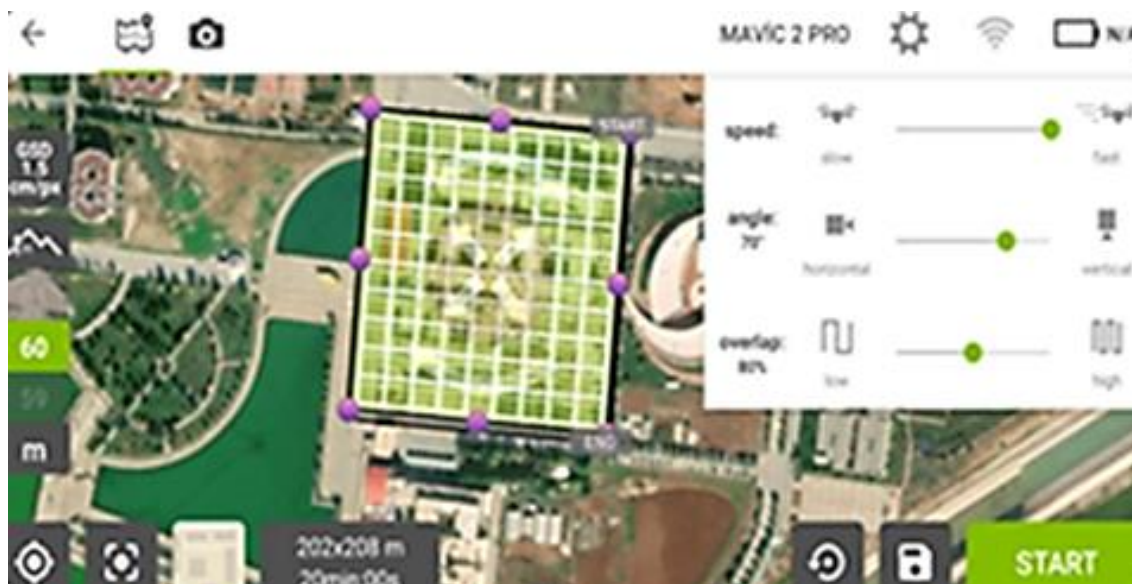 MAVIC 2 PRO
N/A
GSD
1.5
cm/px
60
59
m
START
END
speed:
slow
fast
angle:
70°
horizontal
vertical
overlap:
80%
low
high
202x208 m
20min:00s
START